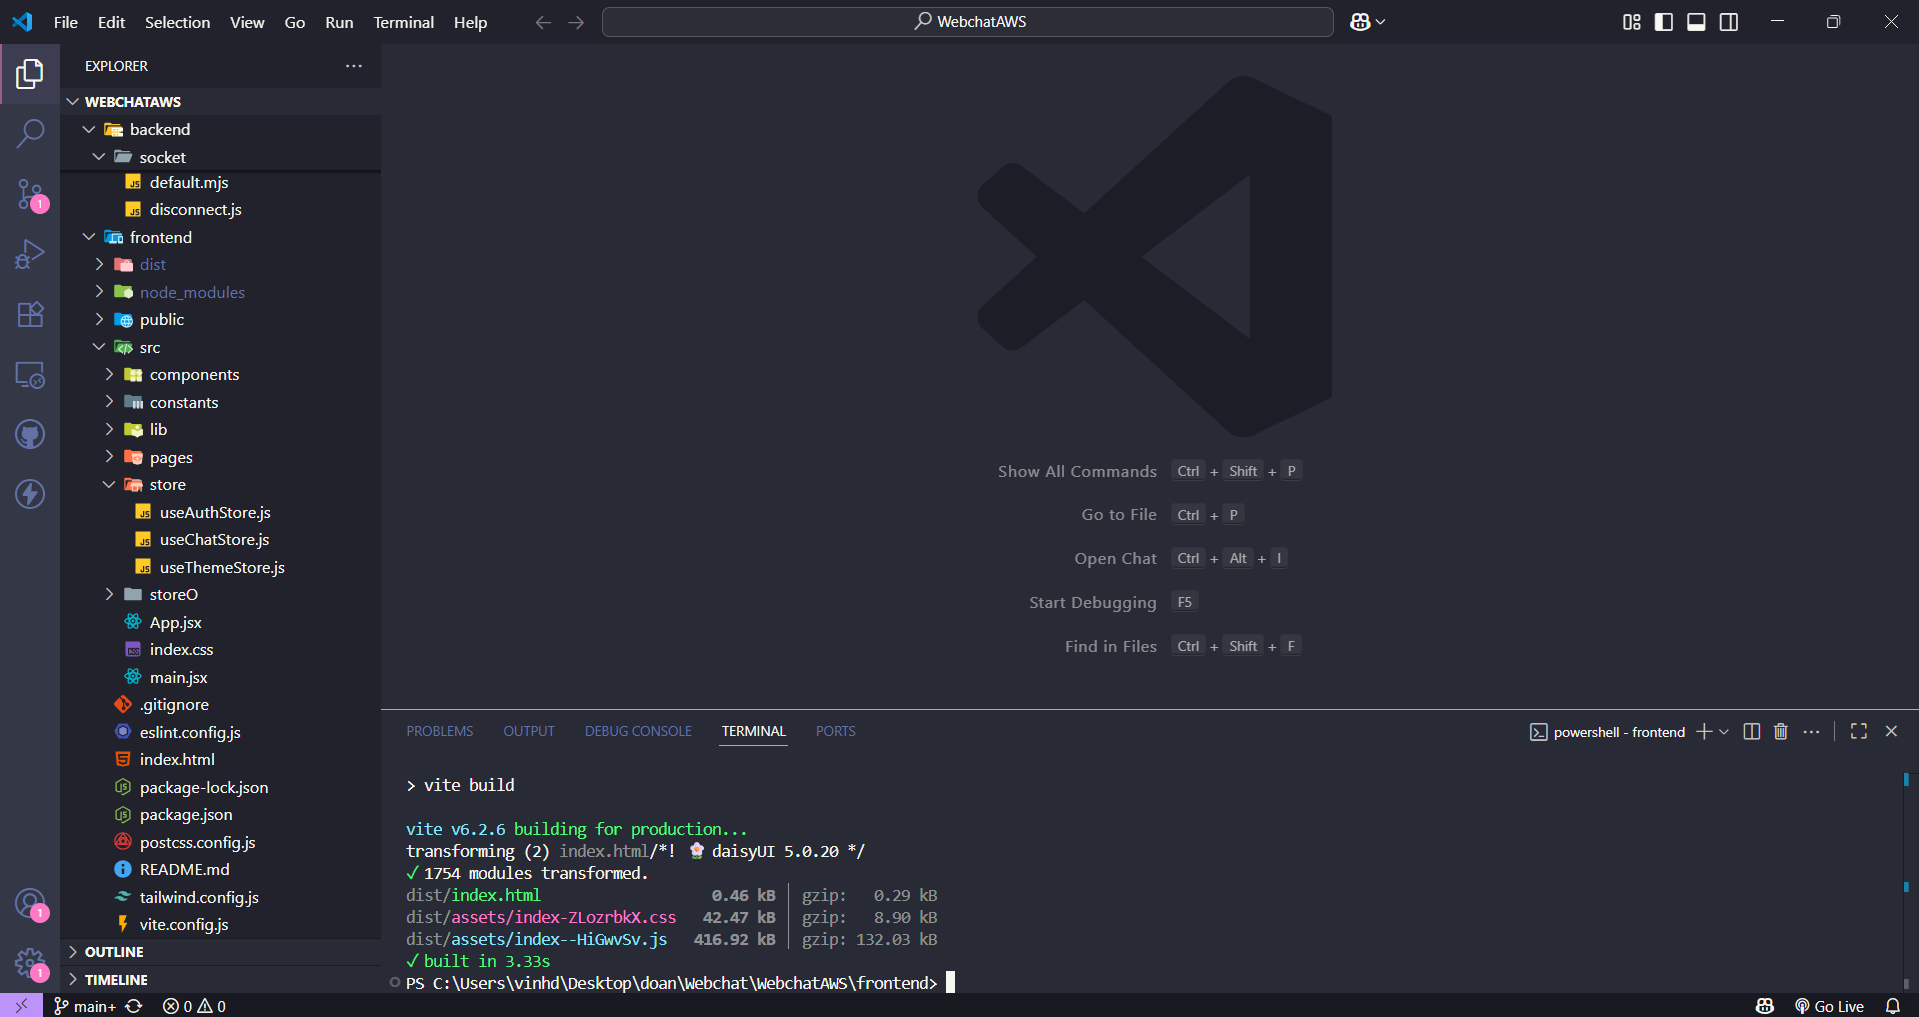 File Edit Selection View Go Run Terminal Help
WebchatAWS
EXPLORER
WEBCHATAWS
backend
socket
default.mjs
disconnect.js
frontend
dist
node_modules
public
src
components
constants
lib
pages
store
useAuthStore.js
useChatStore.js
useThemeStore.js
storeO
App.jsx
index.css
main.jsx
.gitignore
eslint.config.js
index.html
package-lock.json
package.json
postcss.config.js
README.md
tailwind.config.js
vite.config.js
OUTLINE
TIMELINE
1
1
1
Show All Commands Ctrl + Shift + P
Go to File Ctrl + P
Open Chat Ctrl + Alt + I
Start Debugging F5
Find in Files Ctrl + Shift + F
PROBLEMS OUTPUT DEBUG CONSOLE TERMINAL PORTS
powershell - frontend
> vite build
vite v6.2.6 building for production...
transforming (2) index.html/*! 🌼 daisyUI 5.0.20 */
✓ 1754 modules transformed.
dist/index.html 0.46 kB │ gzip: 0.29 kB
dist/assets/index-ZLozrbkX.css 42.47 kB │ gzip: 8.90 kB
dist/assets/index--HiGwvSv.js 416.92 kB │ gzip: 132.03 kB
✓ built in 3.33s
PS C:\Users\vinhd\Desktop\doan\Webchat\WebchatAWS\frontend>
main+ 0 0
Go Live